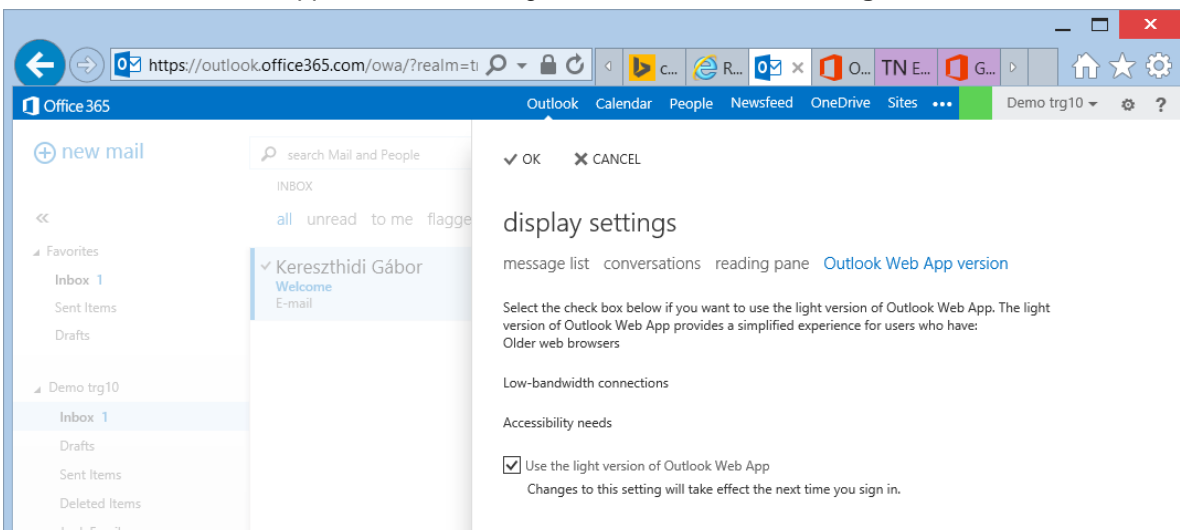 https://outlook.office365.com/owa/?realm=t
c...
R...
O...
TN E...
G...
Office 365
Outlook Calendar People Newsfeed OneDrive Sites •••
Demo trg10
?
new mail
search Mail and People
INBOX
all unread to me flagge
Favorites
Inbox 1
Sent Items
Drafts
Demo trg10
Inbox 1
Drafts
Sent Items
Deleted Items
Kereszthidi Gábor
Welcome
E-mail
OK CANCEL
display settings
message list conversations reading pane Outlook Web App version
Select the check box below if you want to use the light version of Outlook Web App. The light
version of Outlook Web App provides a simplified experience for users who have:
Older web browsers
Low-bandwidth connections
Accessibility needs
Use the light version of Outlook Web App
Changes to this setting will take effect the next time you sign in.